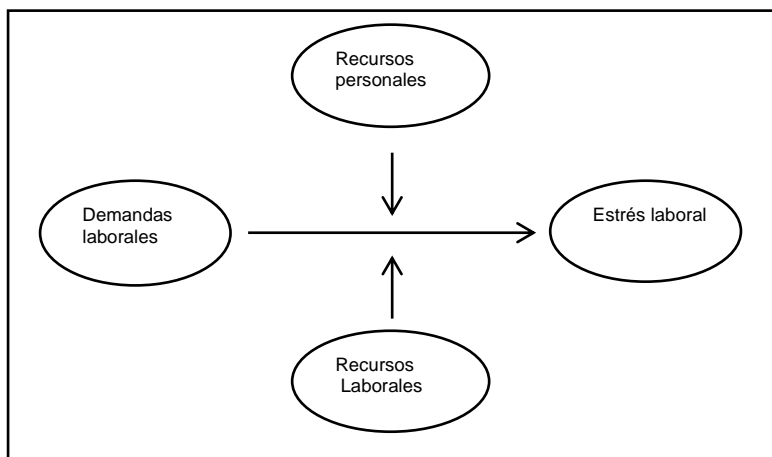 Recursos
personales
Demandas
laborales
Estrés laboral
Recursos
Laborales